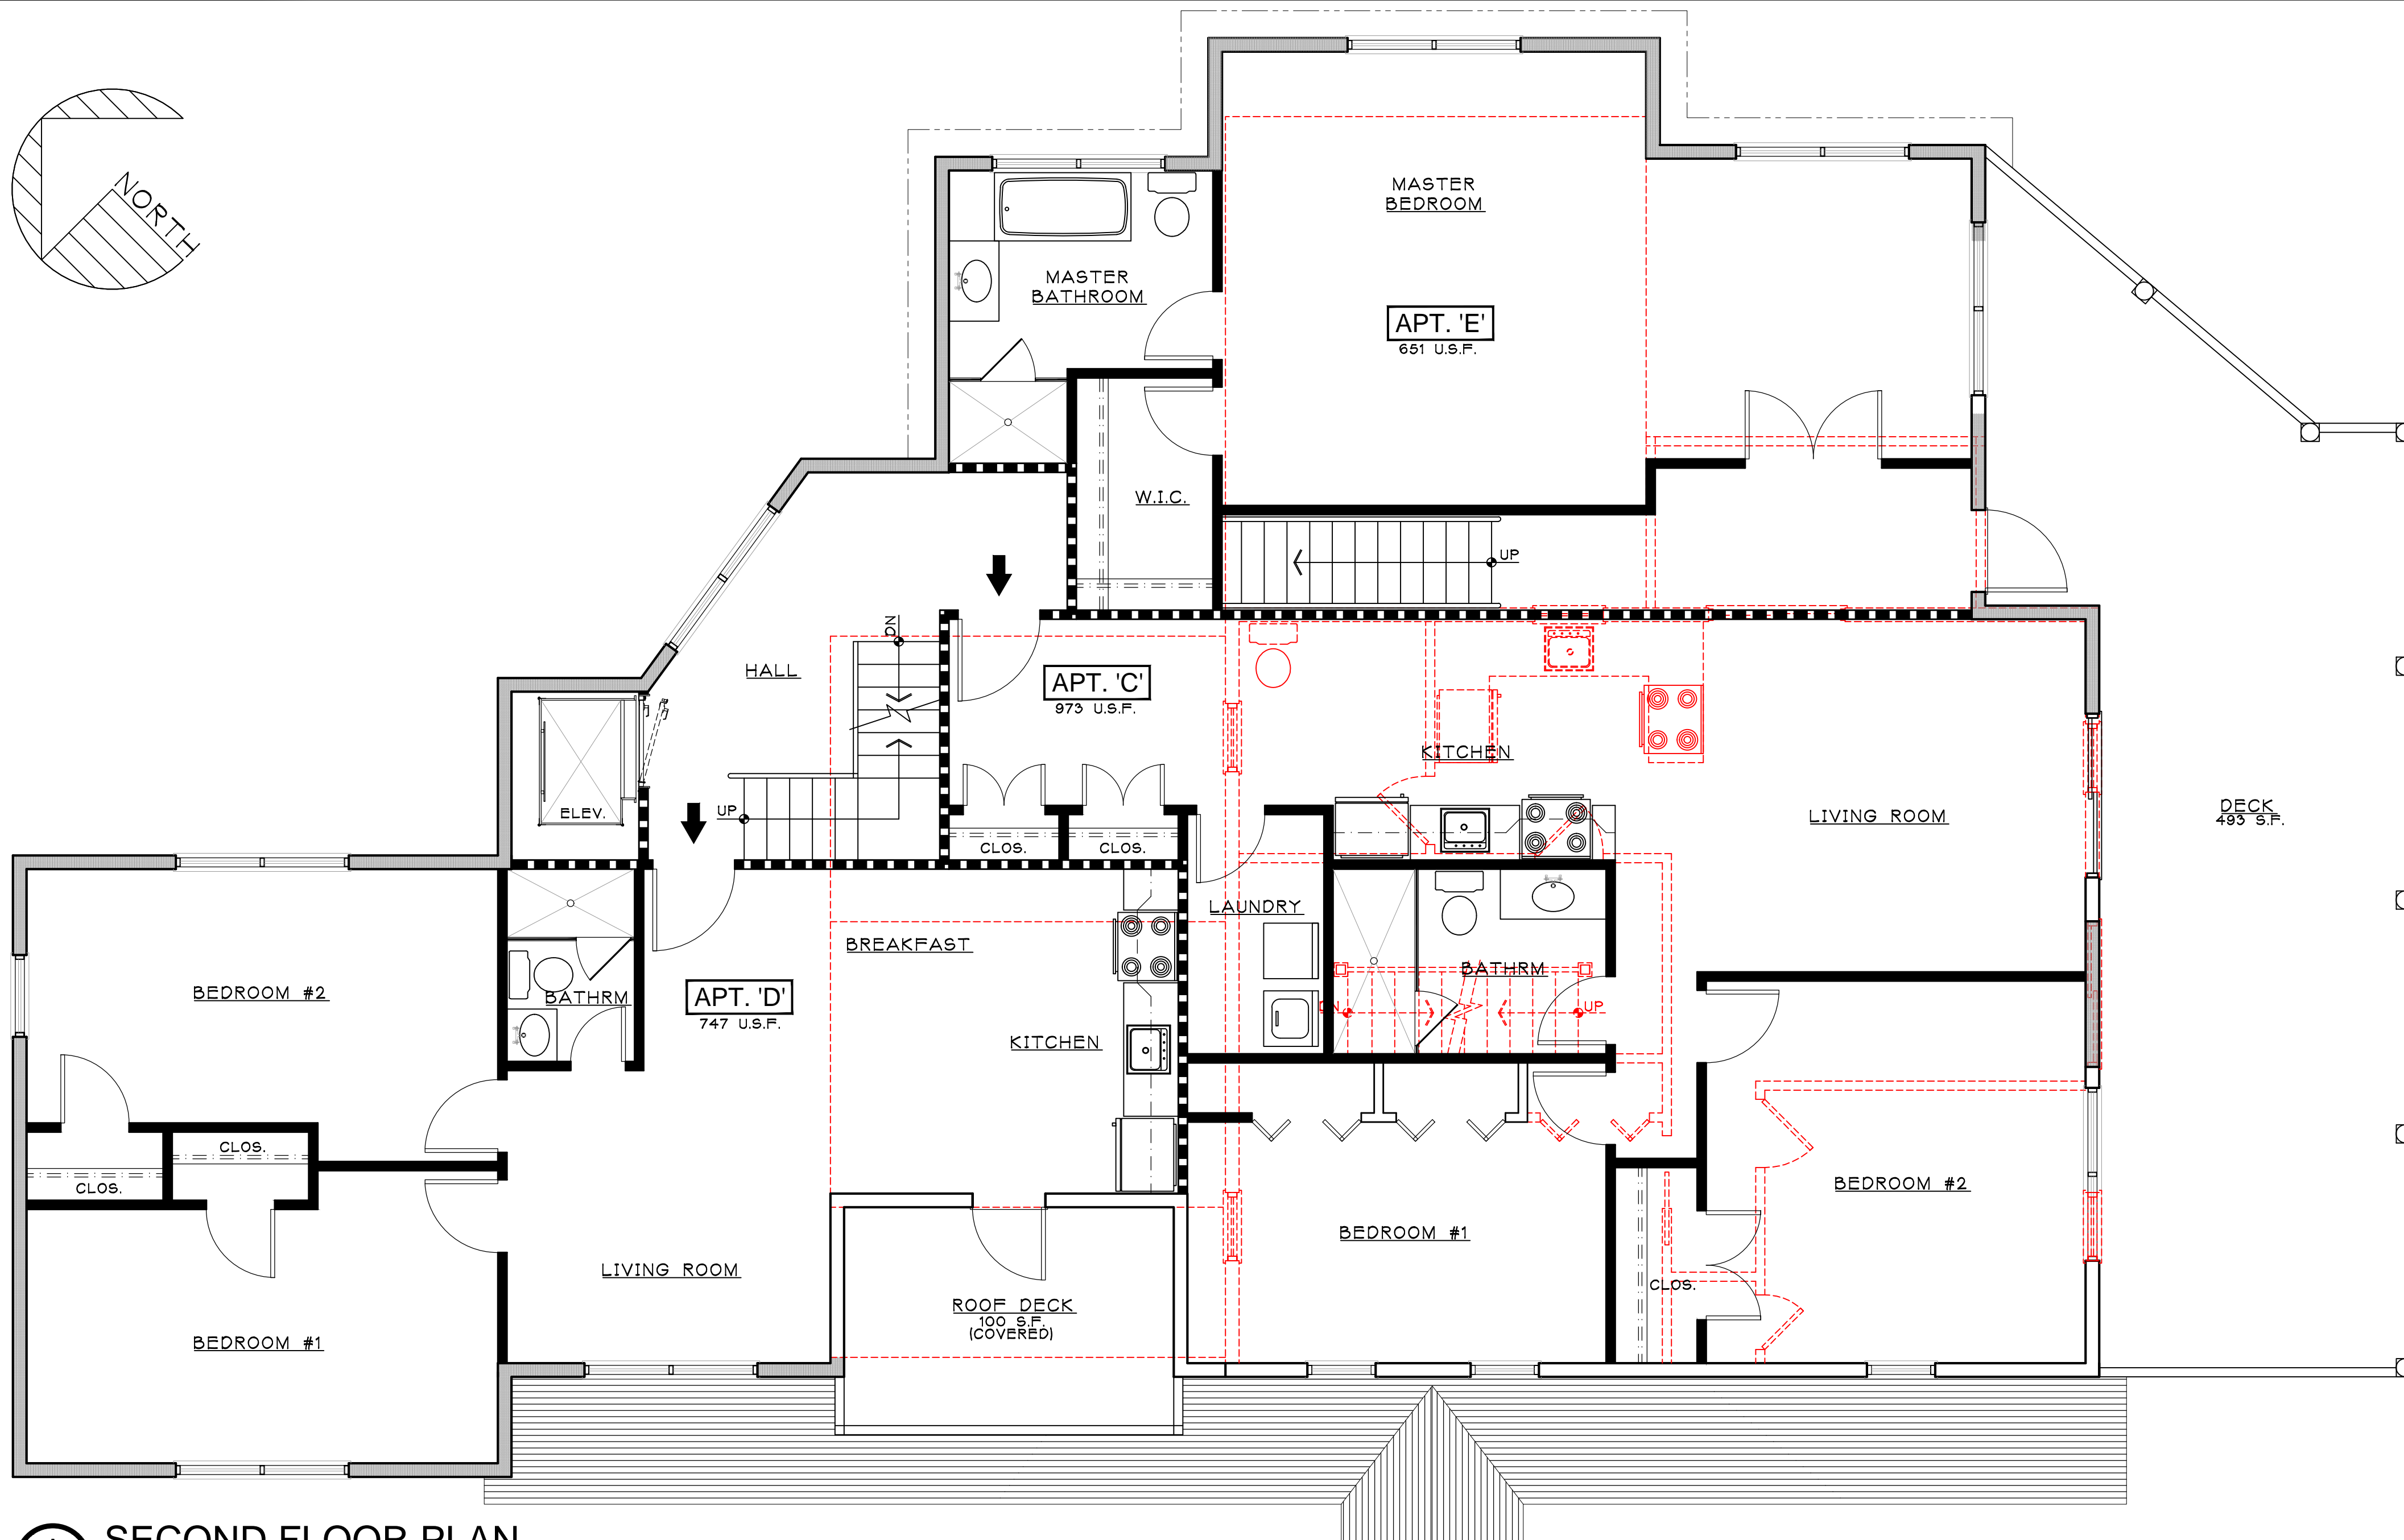 NORTH
MASTER
BEDROOM
APT. 'E'
651 U.S.F.
MASTER
BATHROOM
W.I.C.
UP
DN
HALL
APT. 'C'
973 U.S.F.
KITCHEN
LIVING ROOM
DECK
493 S.F.
ELEV.
UP
CLOS.
CLOS.
LAUNDRY
BREAKFAST
BATHRM
BEDROOM #2
BATHRM
APT. 'D'
747 U.S.F.
DN
UP
KITCHEN
CLOS.
CLOS.
BEDROOM #2
BEDROOM #1
LIVING ROOM
CLOS.
ROOF DECK
100 S.F.
(COVERED)
BEDROOM #1
SECOND FLOOR PLAN